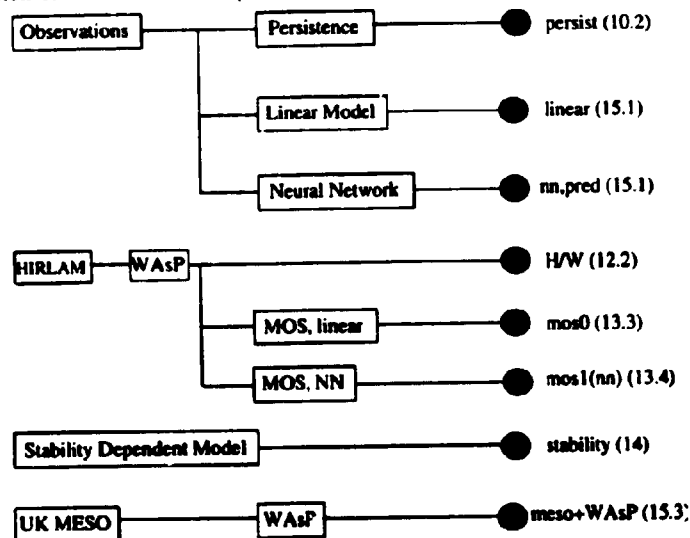 Observations Persistence persist (10.2)
Linear Model linear (15.1)
Neural Network nn,pred (15.1)
HIRLAM WAsP H/W (12.2)
MOS, linear mos0 (13.3)
MOS, NN mos1(nn) (13.4)
Stability Dependent Model stability (14)
UK MESO WAsP meso+WAsP (15.3)